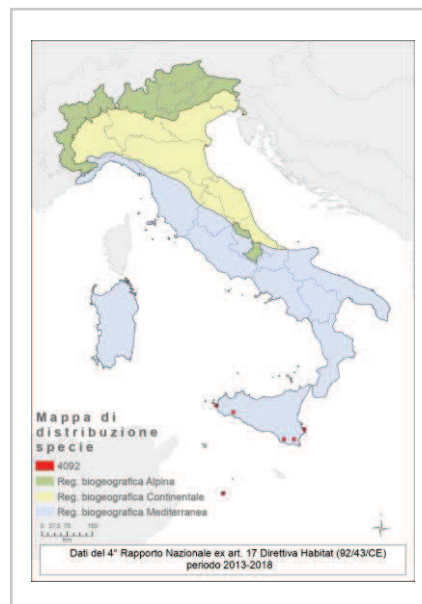 Mappa di
distribuzione
specie
4092
Reg. biogeografica Alpina
Reg. biogeografica Continentale
Reg. biogeografica Mediterranea
0 37,5 75 150
Km
Dati del 4° Rapporto Nazionale ex art. 17 Direttiva Habitat (92/43/CE)
periodo 2013-2018